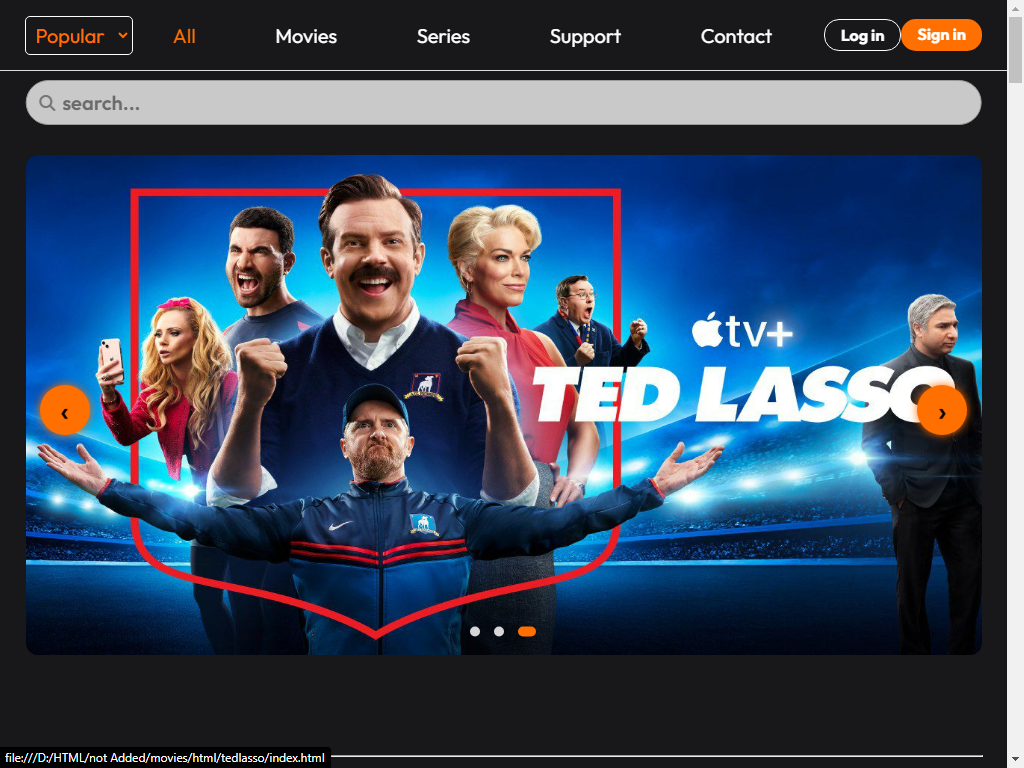 Popular
All
Movies
Series
Support
Contact
Log in
Sign in
search...
tv+
TED LASSO
‹
›
file:///D:/HTML/not Added/movies/html/tedlasso/index.html